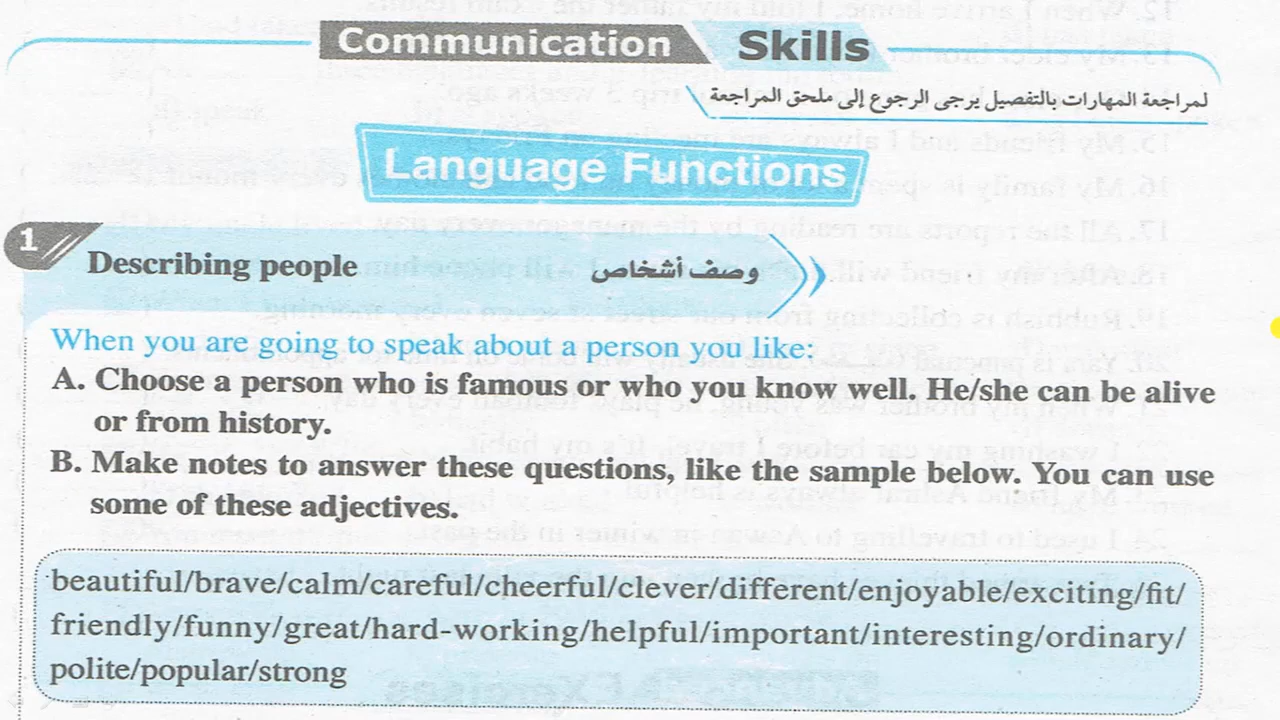 Communication Skills
لمراجعة المهارات بالتفصيل يرجى الرجوع إلى ملحق المراجعة
Language Functions
1
Describing people وصف أشخاص
When you are going to speak about a person you like:
A. Choose a person who is famous or who you know well. He/she can be alive
or from history.
B. Make notes to answer these questions, like the sample below. You can use
some of these adjectives.
beautiful/brave/calm/careful/cheerful/clever/different/enjoyable/exciting/fit/
friendly/funny/great/hard-working/helpful/important/interesting/ordinary/
polite/popular/strong